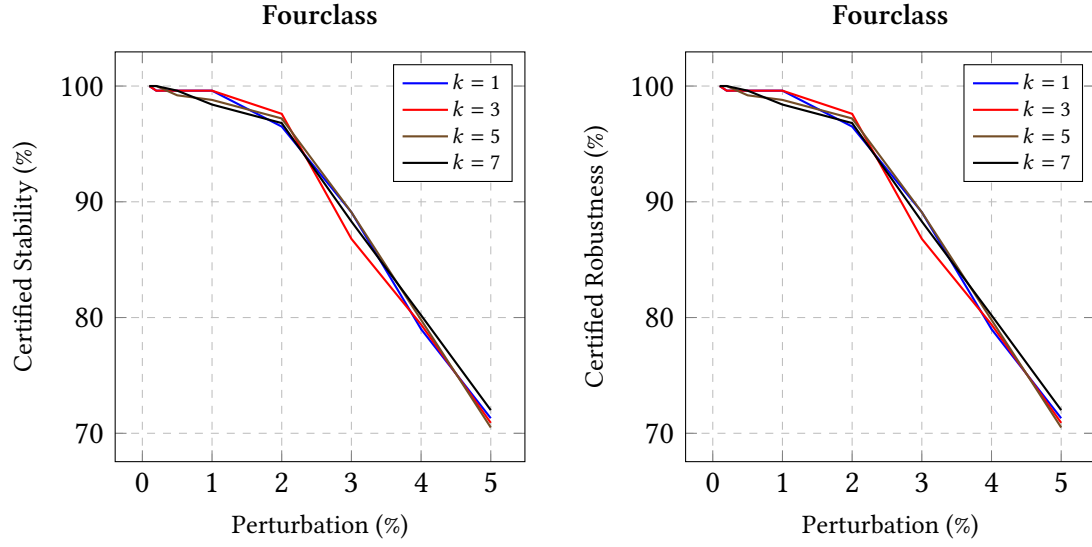 Fourclass
Certified Stability (%)
100
90
80
70
0 1 2 3 4 5
Perturbation (%)
k = 1
k = 3
k = 5
k = 7
Fourclass
Certified Robustness (%)
100
90
80
70
0 1 2 3 4 5
Perturbation (%)
k = 1
k = 3
k = 5
k = 7